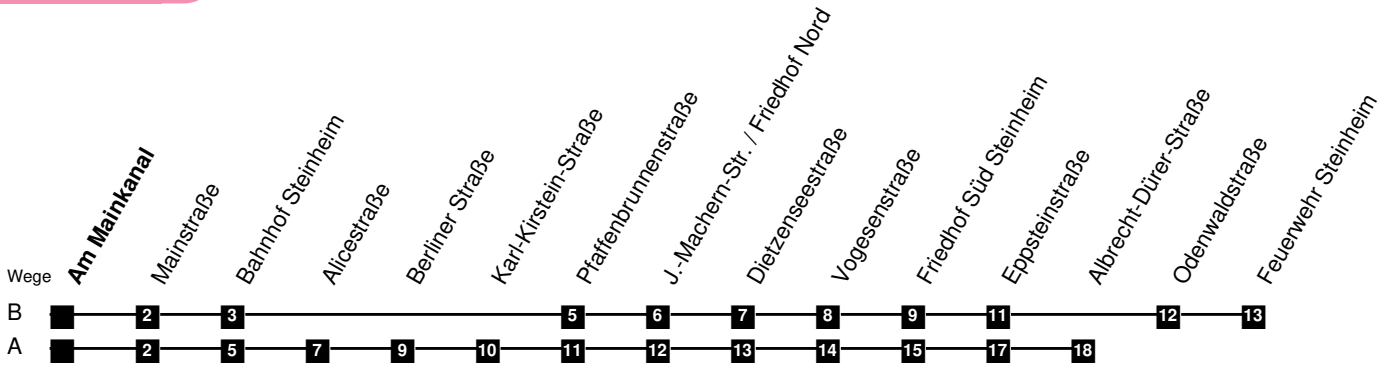 Am Mainkanal
Mainstraße
Bahnhof Steinheim
Alicestraße
Berliner Straße
Karl-Kirstein-Straße
Pfaffenbrunnenstraße
J.-Machern-Str. / Friedhof Nord
Dietzenseestraße
Vogesenstraße
Friedhof Süd Steinheim
Eppsteinstraße
Albrecht-Dürer-Straße
Odenwaldstraße
Feuerwehr Steinheim
Wege
B 2 3 5 6 7 8 9 11 12 13
A 2 5 7 9 10 11 12 13 14 15 17 18